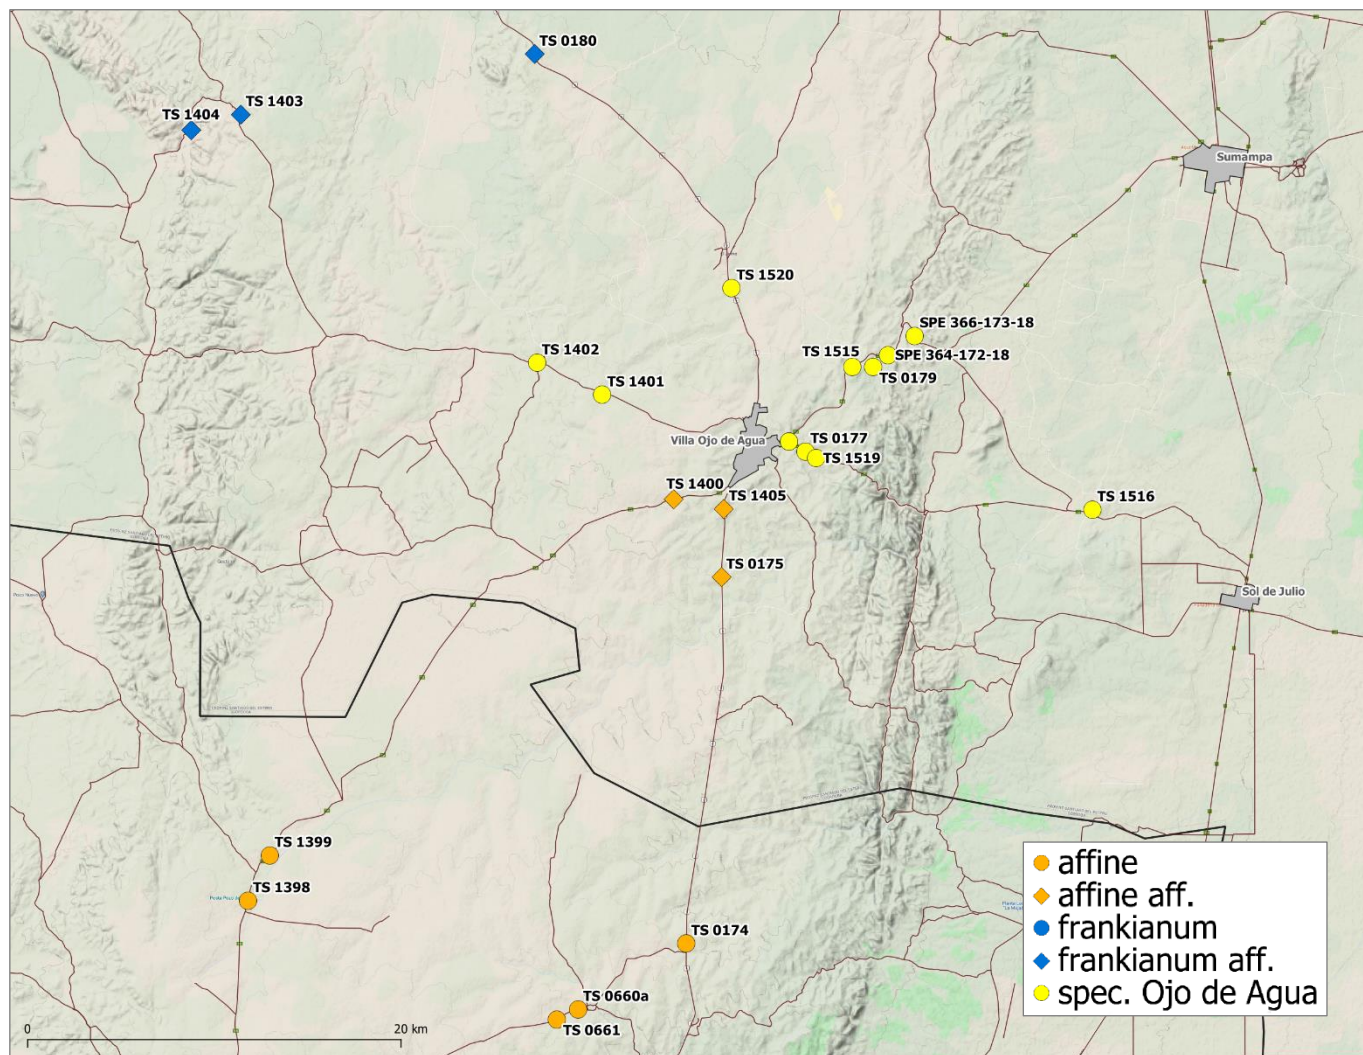 TS 0180
TS 1403
TS 1404
Sumampa
TS 1520
SPE 366-173-18
TS 1402
TS 1515
SPE 364-172-18
TS 0179
TS 1401
Villa Ojo de Agua
TS 0177
TS 1519
TS 1400
TS 1405
TS 1516
TS 0175
Sol de Julio
TS 1399
TS 1398
TS 0174
TS 0660a
TS 0661
affine
affine aff.
frankianum
frankianum aff.
spec. Ojo de Agua
0
20 km